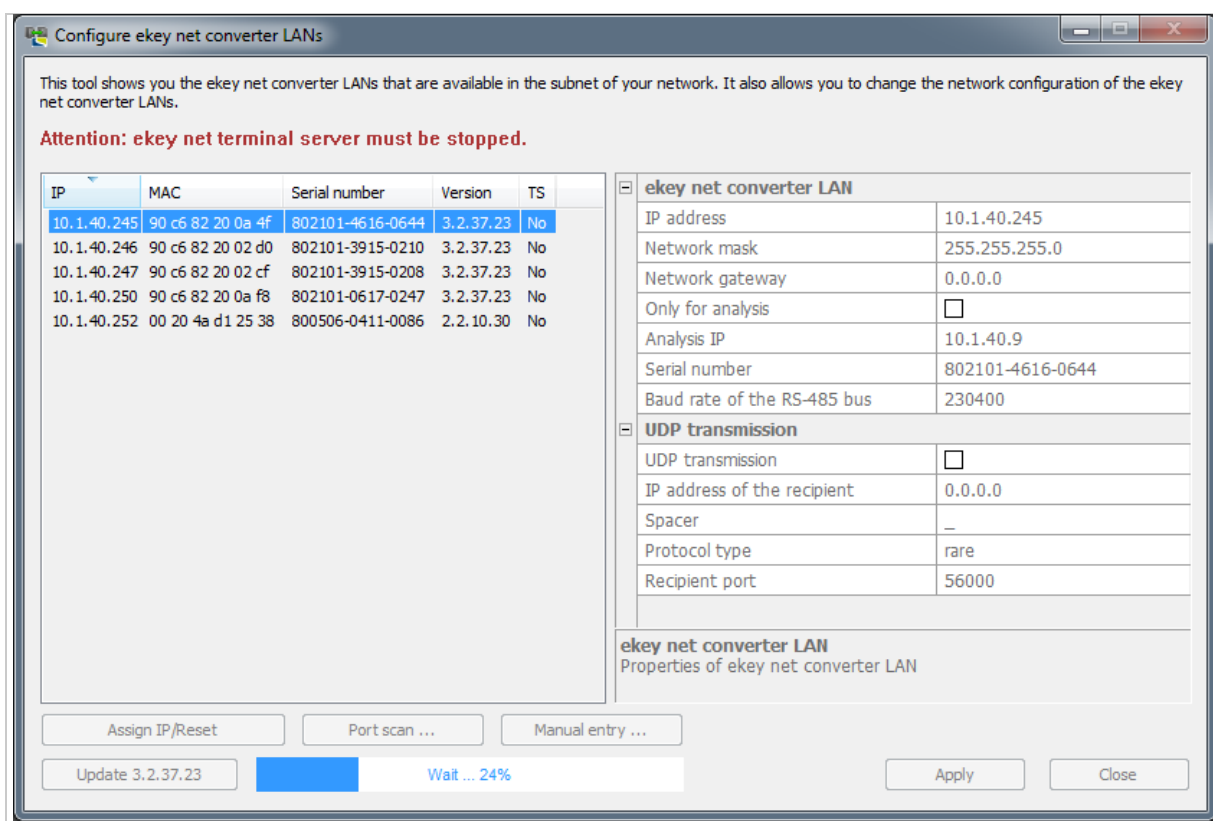 Configure ekey net converter LANs
This tool shows you the ekey net converter LANs that are available in the subnet of your network. It also allows you to change the network configuration of the ekey
net converter LANs.
Attention: ekey net terminal server must be stopped.
IP MAC Serial number Version TS
10.1.40.245 90 c6 82 20 0a 4f 802101-4616-0644 3.2.37.23 No
10.1.40.246 90 c6 82 20 02 d0 802101-3915-0210 3.2.37.23 No
10.1.40.247 90 c6 82 20 02 cf 802101-3915-0208 3.2.37.23 No
10.1.40.250 90 c6 82 20 0a f8 802101-0617-0247 3.2.37.23 No
10.1.40.252 00 20 4a d1 25 38 800506-0411-0086 2.2.10.30 No
ekey net converter LAN
IP address 10.1.40.245
Network mask 255.255.255.0
Network gateway 0.0.0.0
Only for analysis
Analysis IP 10.1.40.9
Serial number 802101-4616-0644
Baud rate of the RS-485 bus 230400
UDP transmission
UDP transmission
IP address of the recipient 0.0.0.0
Spacer _
Protocol type rare
Recipient port 56000
ekey net converter LAN
Properties of ekey net converter LAN
Assign IP/Reset Port scan ... Manual entry ...
Update 3.2.37.23 Wait ... 24% Apply Close